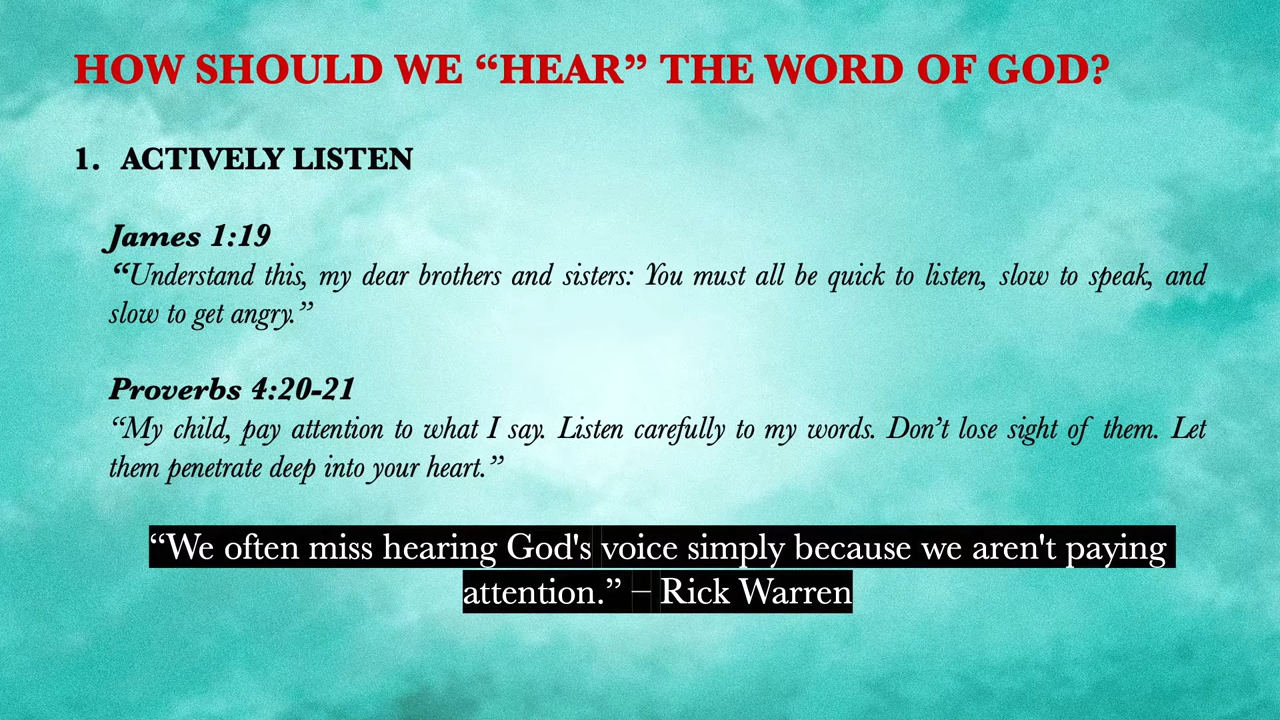 HOW SHOULD WE “HEAR” THE WORD OF GOD?
1. ACTIVELY LISTEN
James 1:19
“Understand this, my dear brothers and sisters: You must all be quick to listen, slow to speak, and
slow to get angry.”
Proverbs 4:20-21
“My child, pay attention to what I say. Listen carefully to my words. Don’t lose sight of them. Let
them penetrate deep into your heart.”
“We often miss hearing God's voice simply because we aren't paying
attention.” – Rick Warren